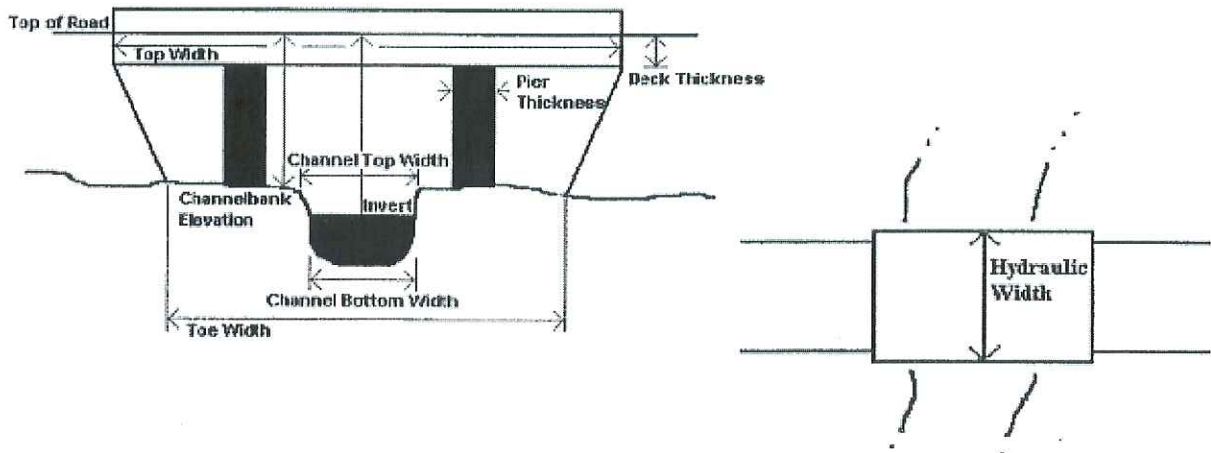 Top of Road
Top Width
Pier
Thickness
Deck Thickness
Channel Top Width
Channelbank
Elevation
Invert
Channel Bottom Width
Toe Width
Hydraulic
Width